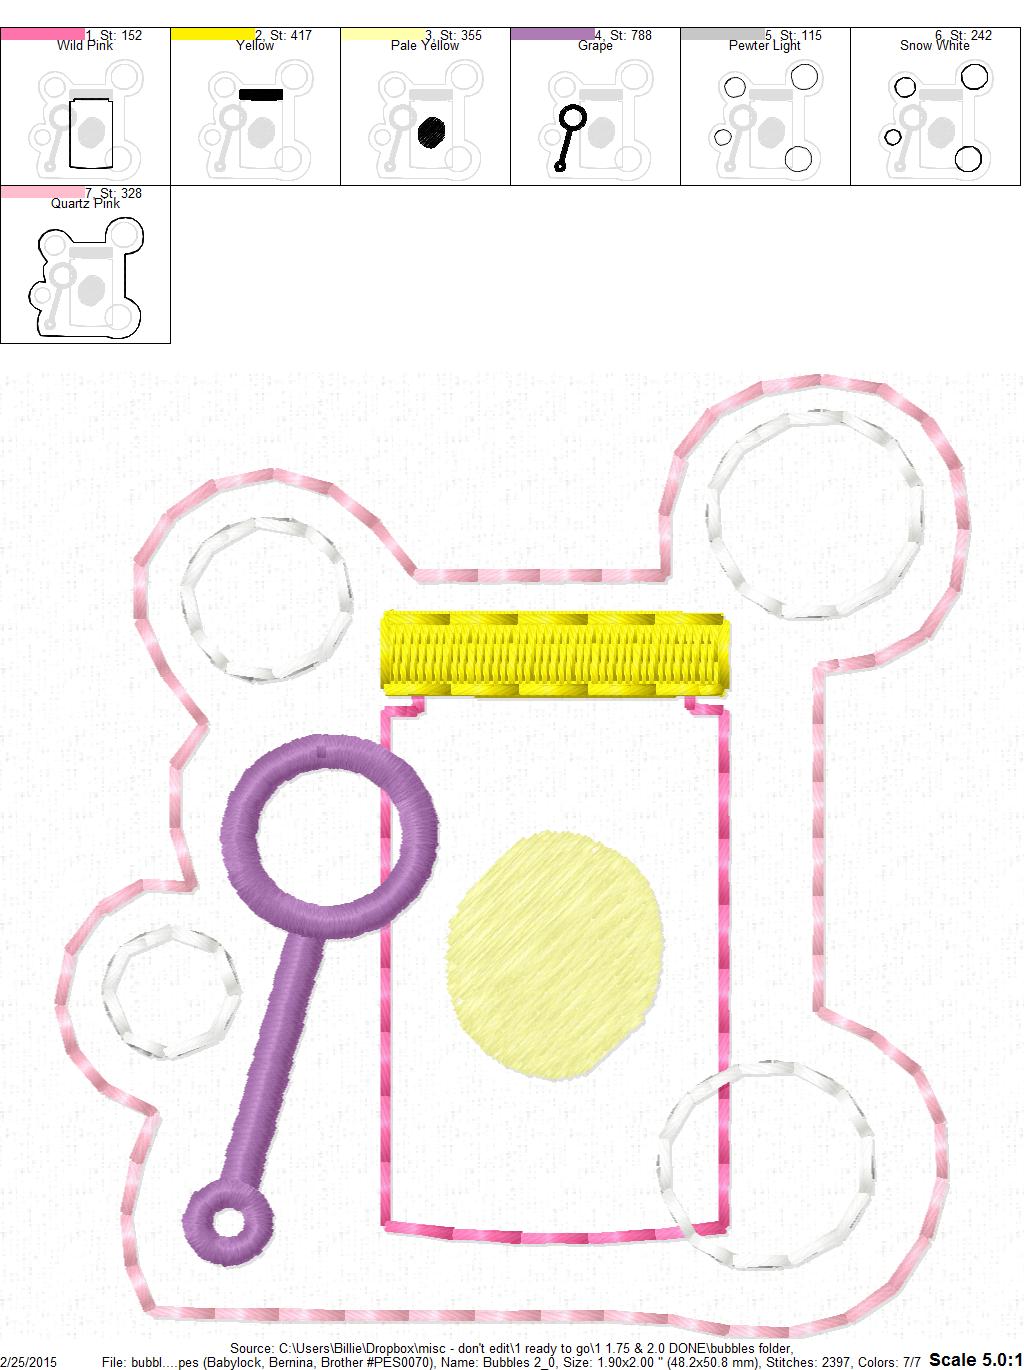 1, St: 152
Wild Pink
2, St: 417
Yellow
3, St: 355
Pale Yellow
4, St: 788
Grape
5, St: 115
Pewter Light
6, St: 242
Snow White
7, St: 328
Quartz Pink
Source: C:\Users\Billie\Dropbox\misc - don't edit\1 ready to go\1 1.75 & 2.0 DONE\bubbles folder,
2/25/2015 File: bubbl....pes (Babylock, Bernina, Brother #PES0070), Name: Bubbles 2_0, Size: 1.90x2.00 " (48.2x50.8 mm), Stitches: 2397, Colors: 7/7 Scale 5.0:1